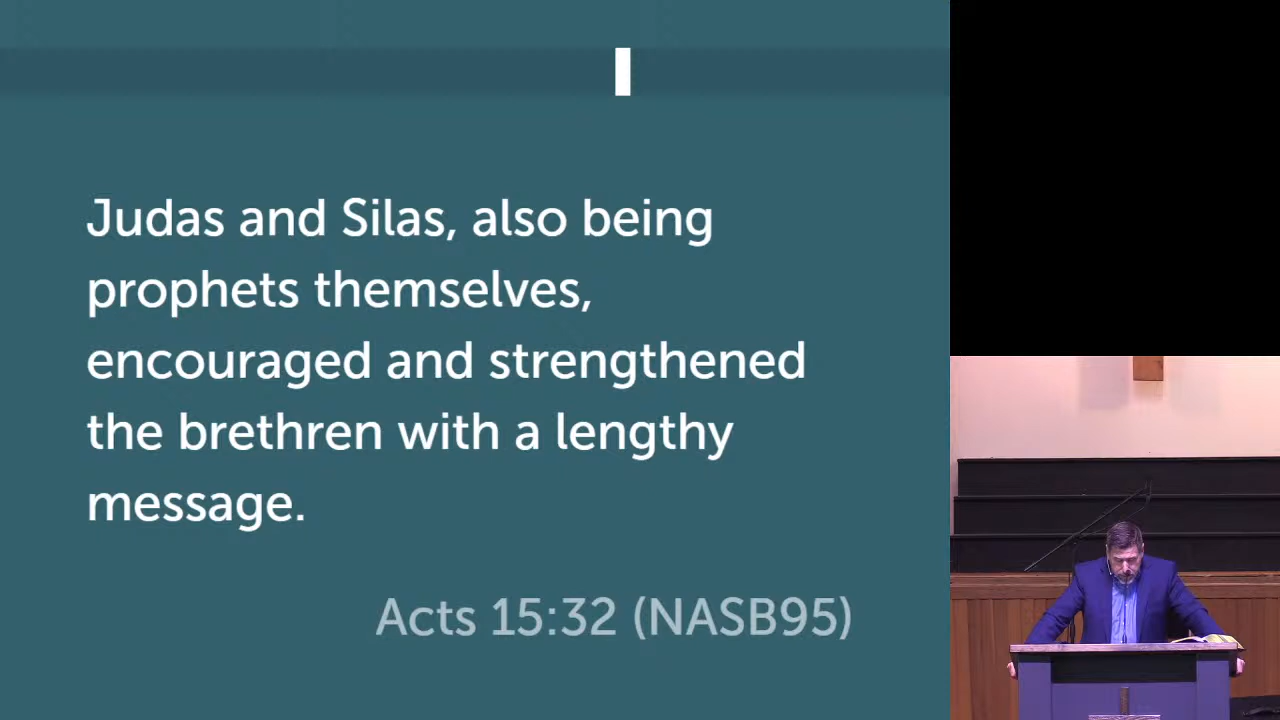 Judas and Silas, also being
prophets themselves,
encouraged and strengthened
the brethren with a lengthy
message.
Acts 15:32 (NASB95)